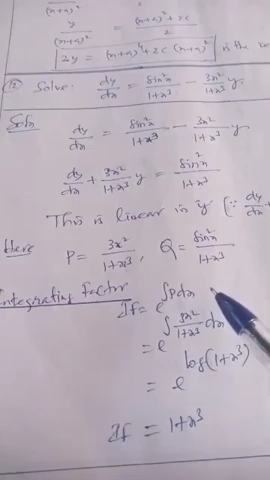 (x+a)²
y/(x+a)² = (x+a)²+2c/2
2y = (x+a)⁴+2c(x+a)² is the
Solve: dy/dx = sin²x/1+x³ − 3x²/1+x³ y.
Soln dy/dx = sin²x/1+x³ − 3x²/1+x³ y
dy/dx + 3x²/1+x³ y = sin²x/1+x³
This is linear in y [∵ dy/dx+
Here P = 3x²/1+x³, Q = sin²x/1+x³
Integrating factor
If = e^∫Pdx
= e^∫3x²/1+x³ dx
= e^log(1+x³)
If = 1+x³